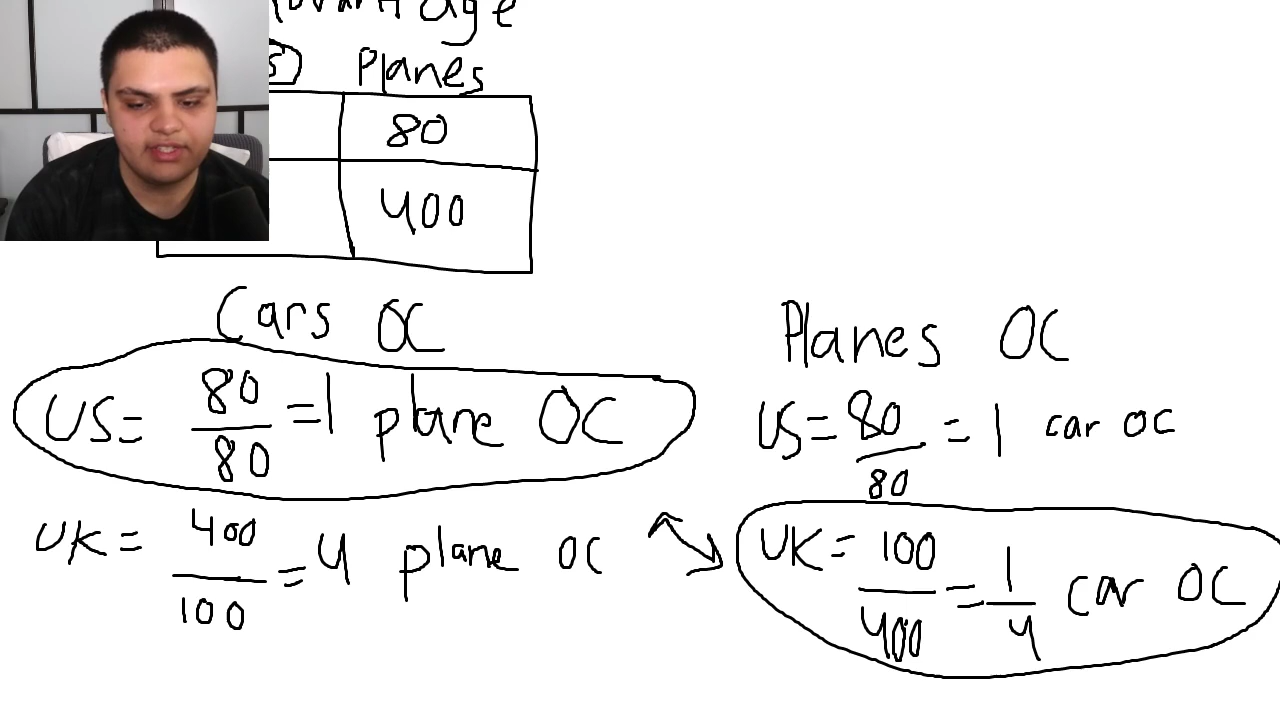 Planes
80
400
Cars OC
US = 80/80 = 1 plane OC
UK = 400/100 = 4 plane OC
Planes OC
US = 80/80 = 1 car OC
UK = 100/400 = 1/4 car OC